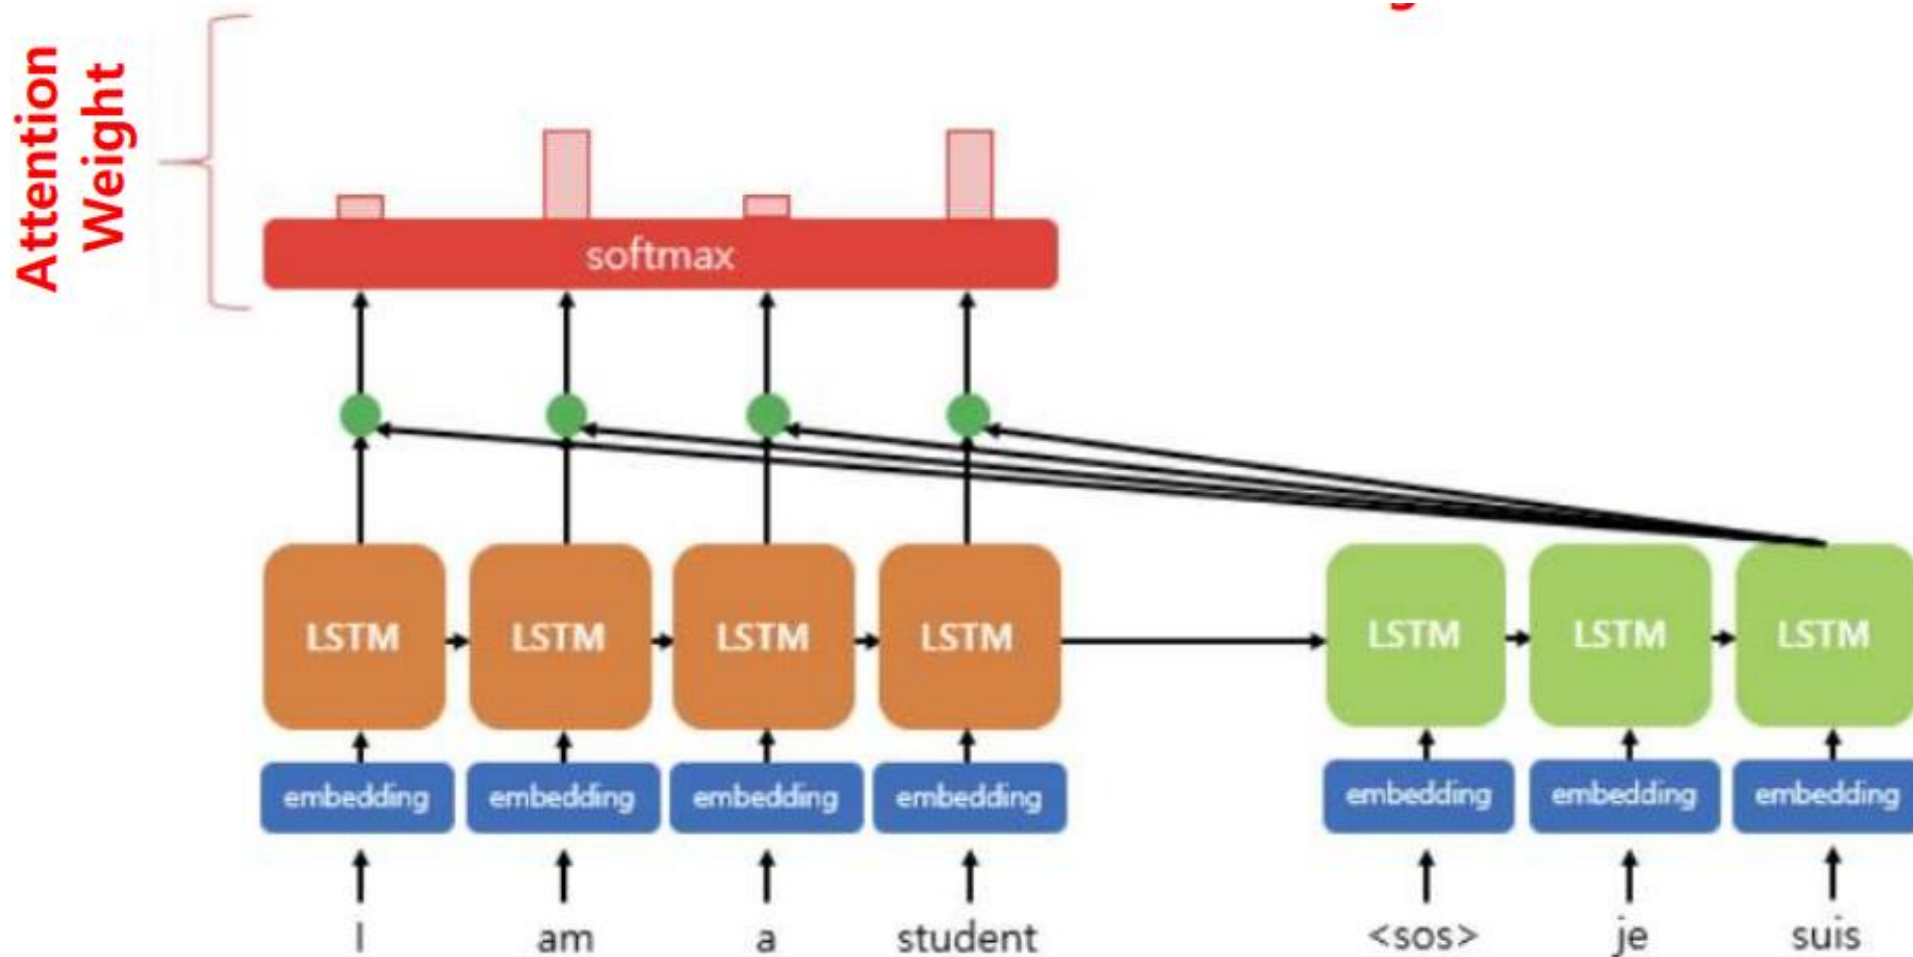 Attention
Weight
softmax
LSTM LSTM LSTM LSTM LSTM LSTM LSTM
embedding embedding embedding embedding embedding embedding embedding
I am a student <sos> je suis